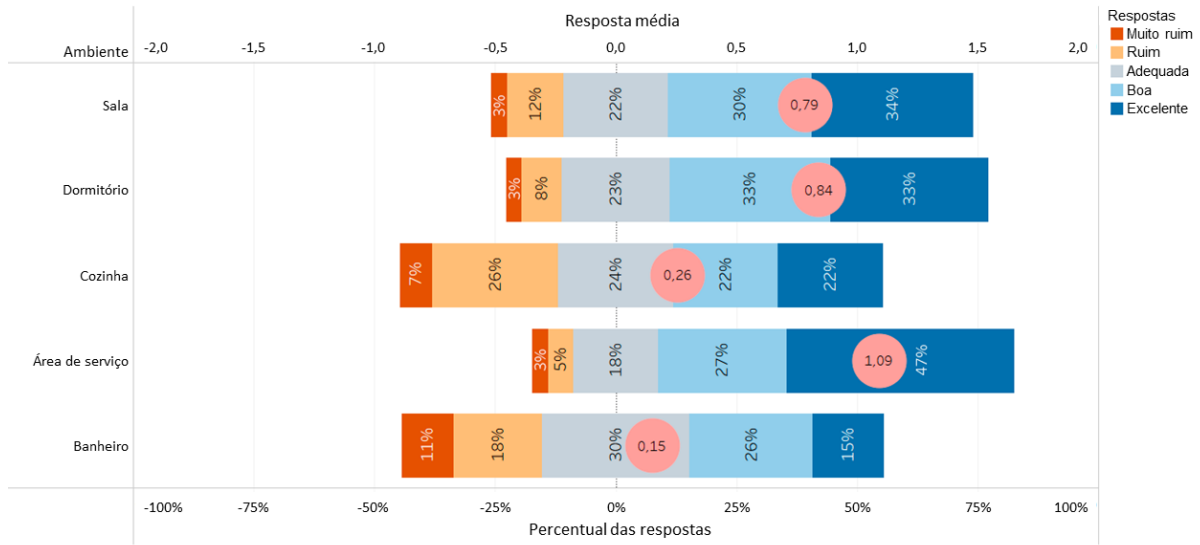 Resposta média
Ambiente -2,0 -1,5 -1,0 -0,5 0,0 0,5 1,0 1,5 2,0
Respostas
Muito ruim
Ruim
Adequada
Boa
Excelente
Sala 3% 12% 22% 30% 0,79 34%
Dormitório 3% 8% 23% 33% 0,84 33%
Cozinha 7% 26% 24% 0,26 22% 22%
Área de serviço 3% 5% 18% 27% 1,09 47%
Banheiro 11% 18% 30% 0,15 26% 15%
-100% -75% -50% -25% 0% 25% 50% 75% 100%
Percentual das respostas